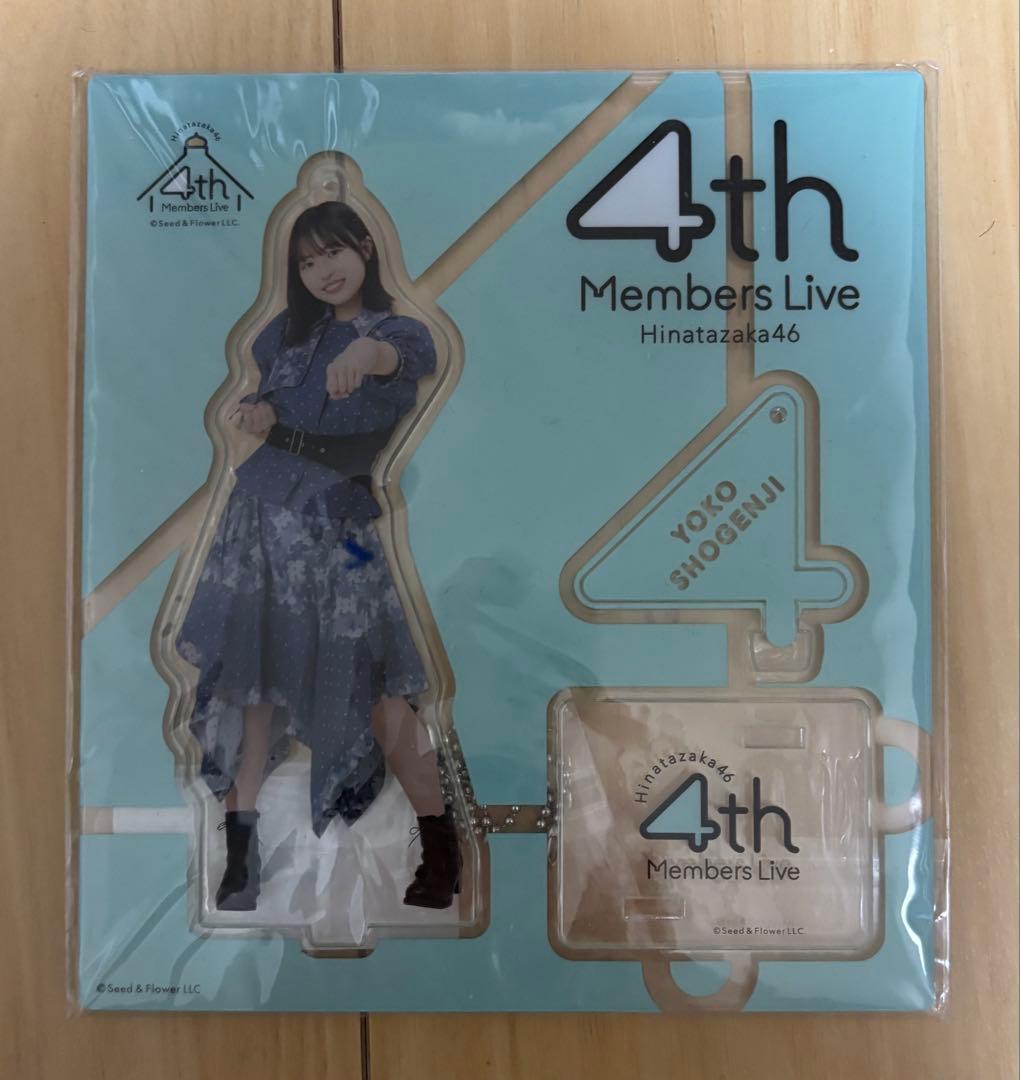 Hinatazaka46
4th
Members Live
©Seed & Flower LLC.
4th
Members Live
Hinatazaka46
YOKO
SHOGENJI
Hinatazaka46
4th
Members Live
©Seed & Flower LLC.
©Seed & Flower LLC